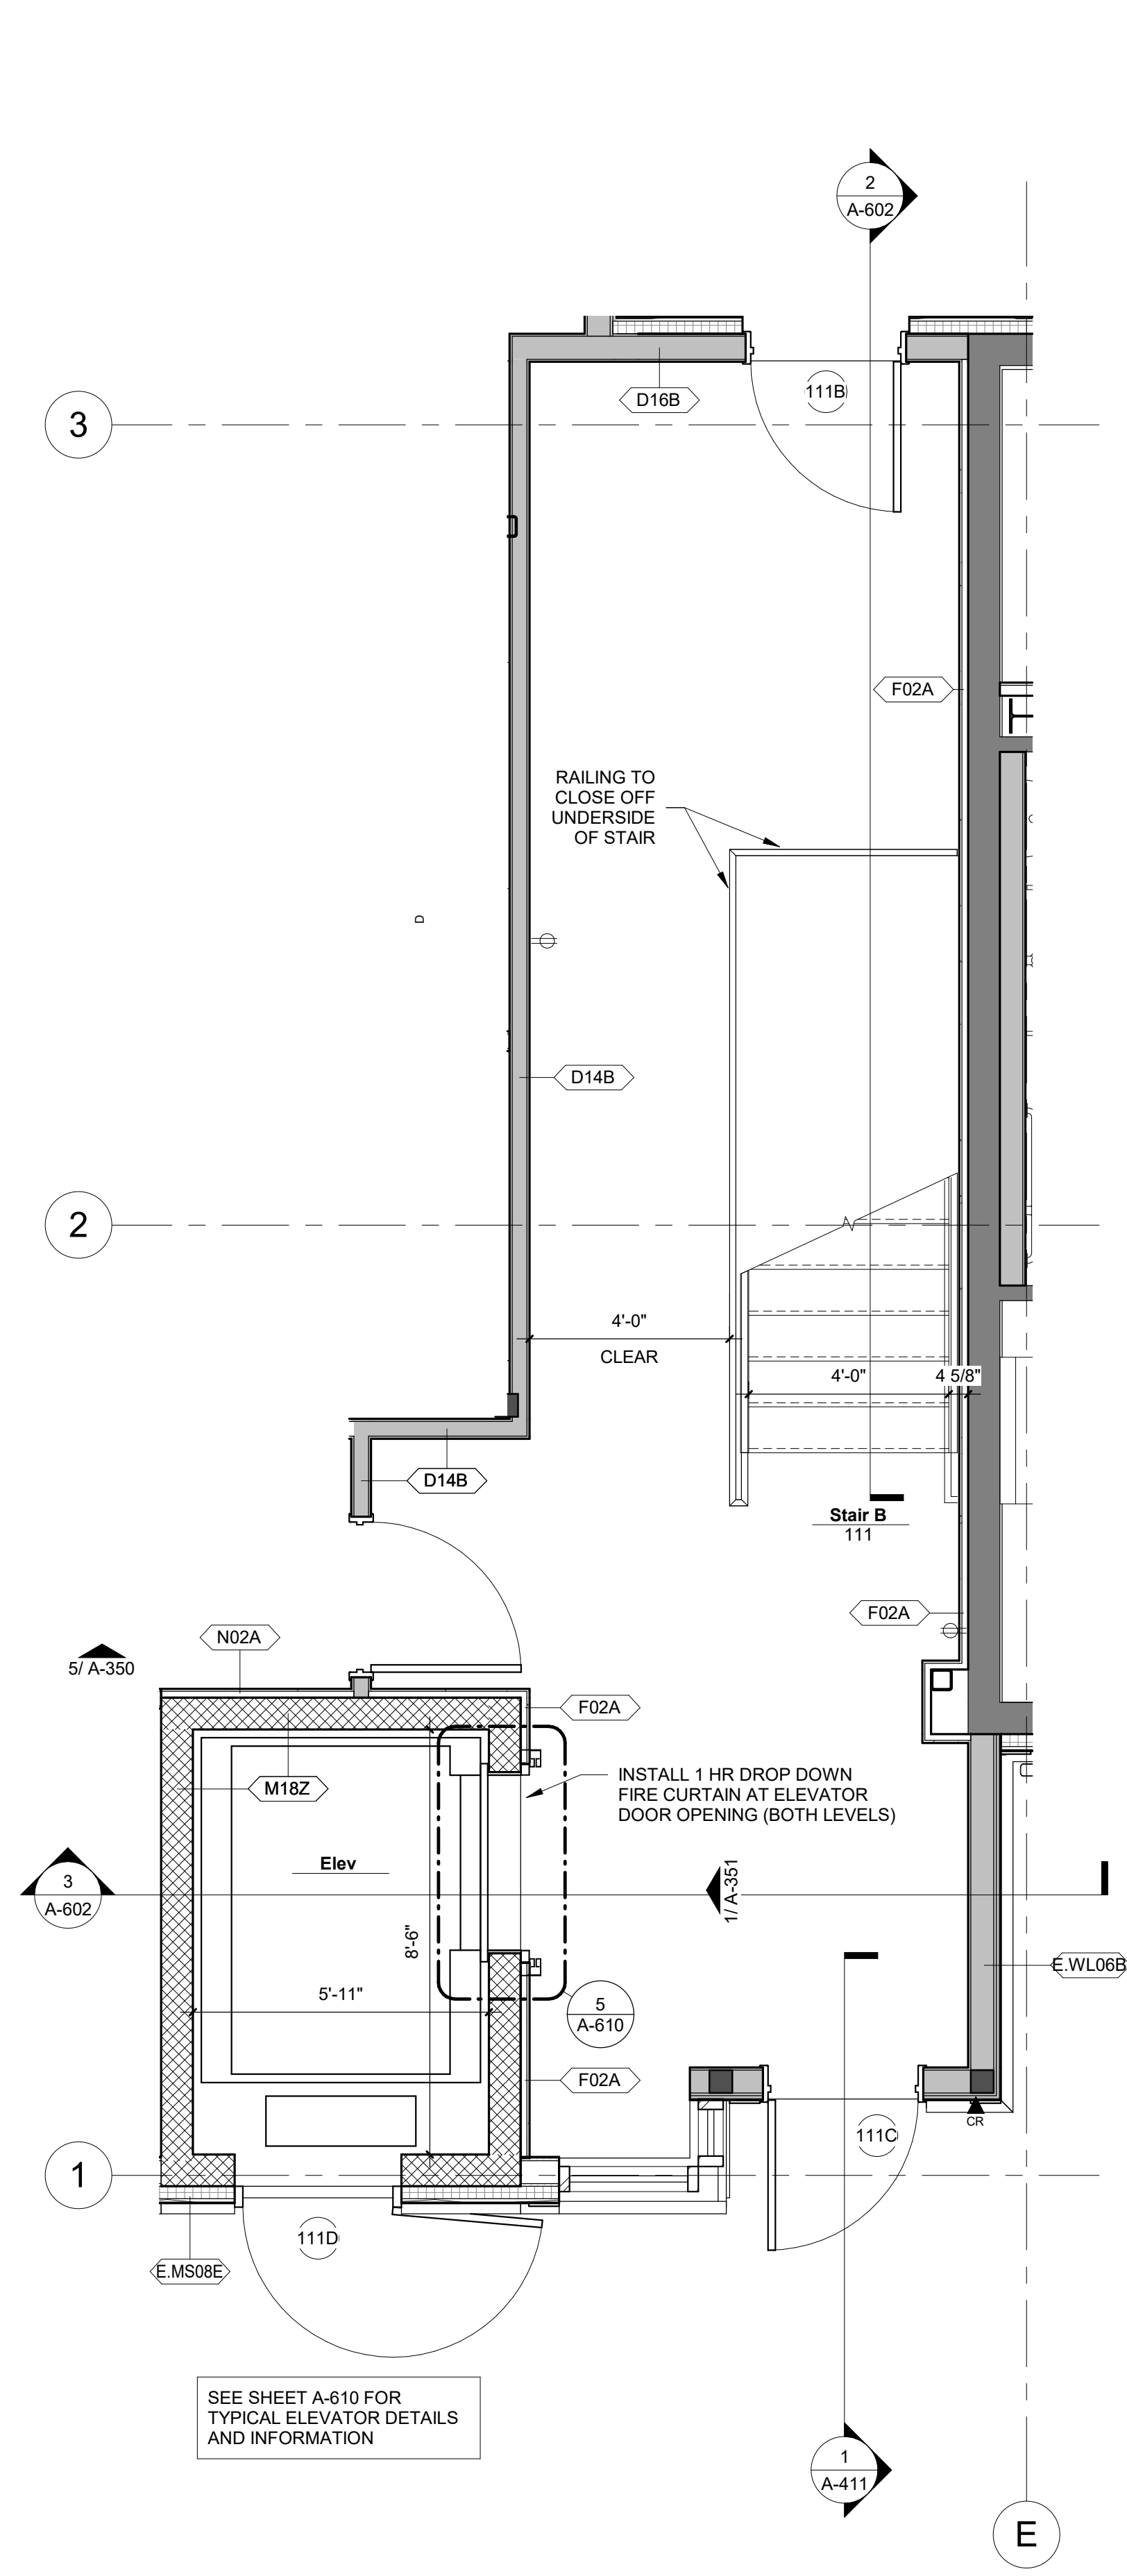 2
A-602
3
D16B
111B
F02A
RAILING TO
CLOSE OFF
UNDERSIDE
OF STAIR
D
D14B
2
4'-0"
CLEAR
4'-0"
4 5/8"
D14B
Stair B
111
F02A
N02A
5/ A-350
F02A
INSTALL 1 HR DROP DOWN
FIRE CURTAIN AT ELEVATOR
DOOR OPENING (BOTH LEVELS)
M18Z
Elev
3
A-602
1/ A-351
8'-6"
E.WL06B
5'-11"
5
A-610
F02A
CR
111C
1
111D
E.MS08E
SEE SHEET A-610 FOR
TYPICAL ELEVATOR DETAILS
AND INFORMATION
1
A-411
E